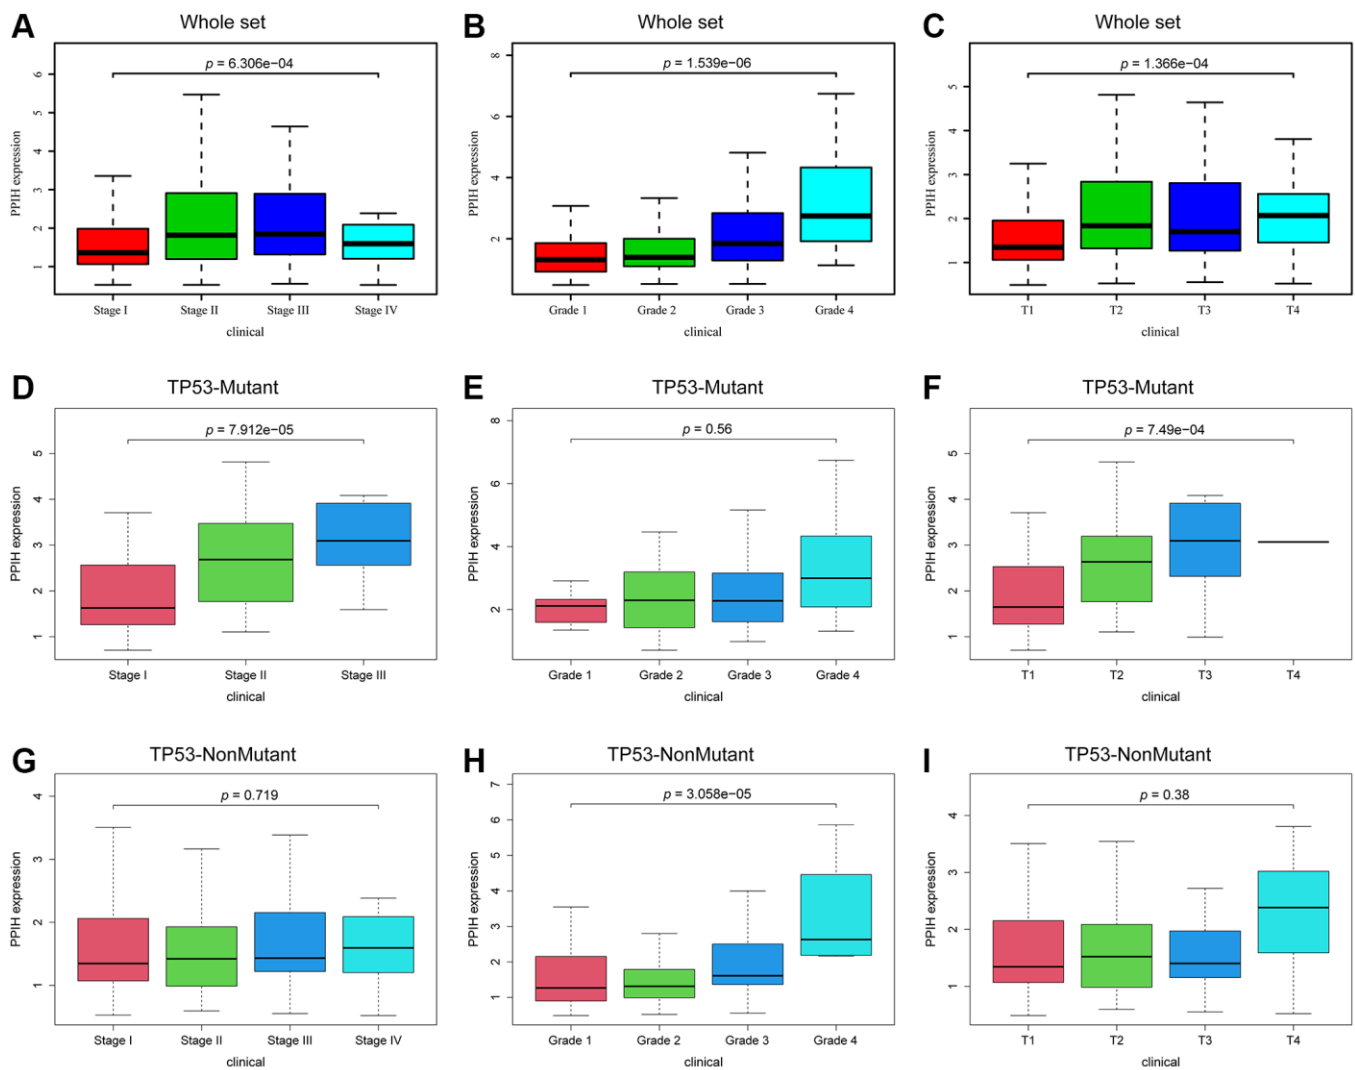 A Whole set
p = 6.306e−04
PPIH expression
6
5
4
3
2
1
Stage I Stage II Stage III Stage IV
clinical
B Whole set
p = 1.539e−06
PPIH expression
8
6
4
2
Grade 1 Grade 2 Grade 3 Grade 4
clinical
C Whole set
p = 1.366e−04
PPIH expression
5
4
3
2
1
T1 T2 T3 T4
clinical
D TP53-Mutant
p = 7.912e−05
PPIH expression
5
4
3
2
1
Stage I Stage II Stage III
clinical
E TP53-Mutant
p = 0.56
PPIH expression
8
6
4
2
Grade 1 Grade 2 Grade 3 Grade 4
clinical
F TP53-Mutant
p = 7.49e−04
PPIH expression
5
4
3
2
1
T1 T2 T3 T4
clinical
G TP53-NonMutant
p = 0.719
PPIH expression
4
3
2
1
Stage I Stage II Stage III Stage IV
clinical
H TP53-NonMutant
p = 3.058e−05
PPIH expression
7
6
5
4
3
2
1
Grade 1 Grade 2 Grade 3 Grade 4
clinical
I TP53-NonMutant
p = 0.38
PPIH expression
4
3
2
1
T1 T2 T3 T4
clinical